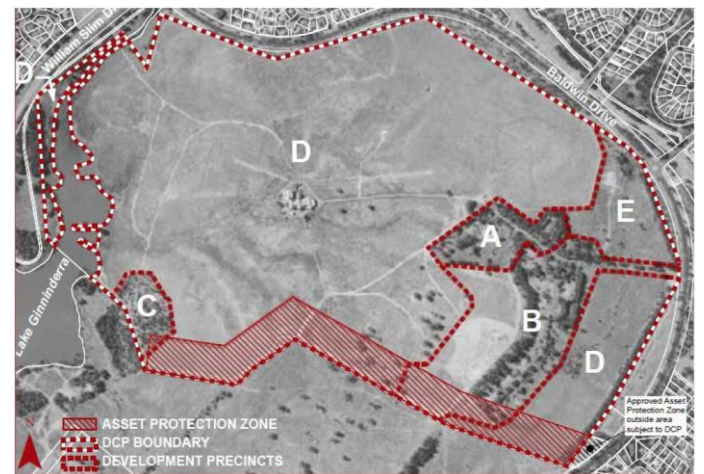 William Slim Dr
D
Baldwin Drive
D
E
A
C
B
D
Lake Ginninderra
Approved Asset
Protection Zone
outside area
subject to DCP
ASSET PROTECTION ZONE
DCP BOUNDARY
DEVELOPMENT PRECINCTS